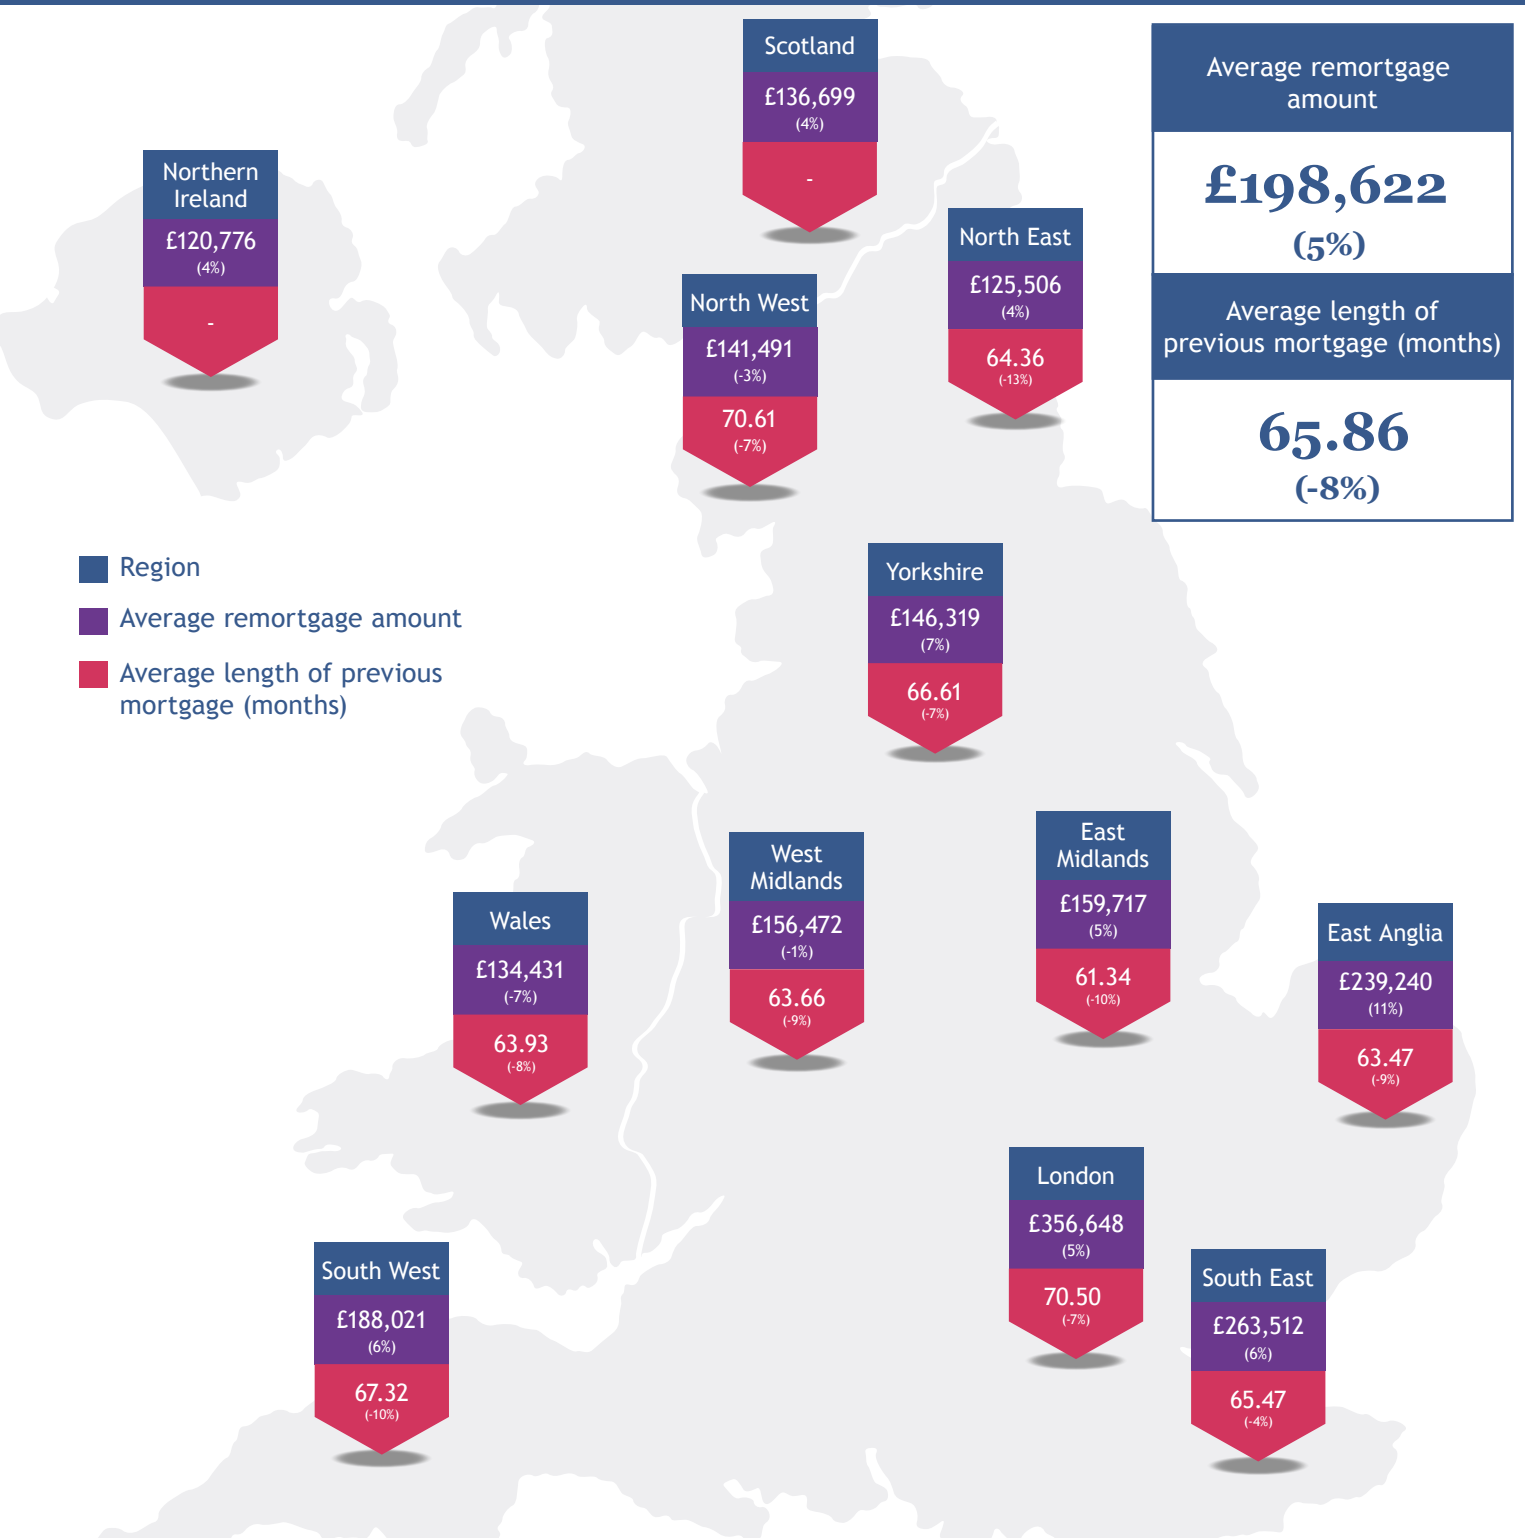 Scotland
£136,699
(4%)
-
Average remortgage
amount
£198,622
(5%)
Average length of
previous mortgage (months)
65.86
(-8%)
Northern
Ireland
£120,776
(4%)
-
North East
£125,506
(4%)
64.36
(-13%)
North West
£141,491
(-3%)
70.61
(-7%)
Region
Average remortgage amount
Average length of previous
mortgage (months)
Yorkshire
£146,319
(7%)
66.61
(-7%)
East
Midlands
£159,717
(5%)
61.34
(-10%)
West
Midlands
£156,472
(-1%)
63.66
(-9%)
Wales
£134,431
(-7%)
63.93
(-8%)
East Anglia
£239,240
(11%)
63.47
(-9%)
London
£356,648
(5%)
70.50
(-7%)
South West
£188,021
(6%)
67.32
(-10%)
South East
£263,512
(6%)
65.47
(-4%)